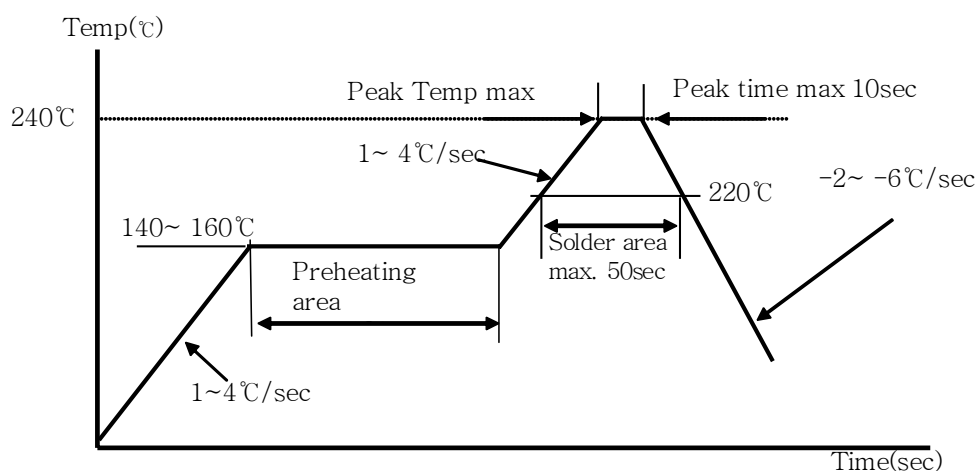 Temp(℃)
Peak Temp max
Peak time max 10sec
240℃
1~ 4℃/sec
-2~ -6℃/sec
220℃
140~ 160℃
Solder area
max. 50sec
Preheating
area
1~4℃/sec
Time(sec)